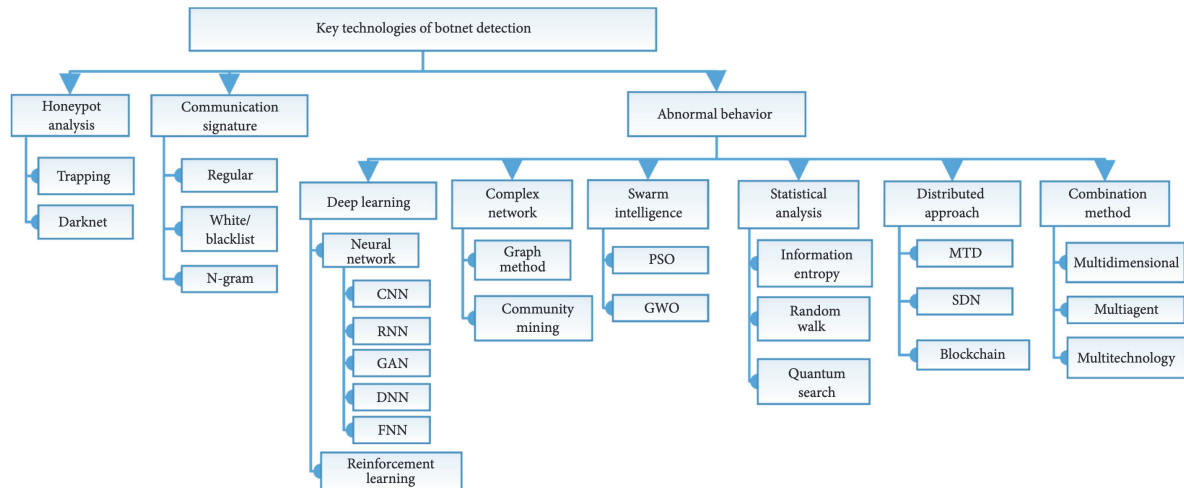 Key technologies of botnet detection
Honeypot
analysis
Trapping
Darknet
Communication
signature
Regular
White/
blacklist
N-gram
Abnormal behavior
Deep learning
Neural
network
CNN
RNN
GAN
DNN
FNN
Reinforcement
learning
Complex
network
Graph
method
Community
mining
Swarm
intelligence
PSO
GWO
Statistical
analysis
Information
entropy
Random
walk
Quantum
search
Distributed
approach
MTD
SDN
Blockchain
Combination
method
Multidimensional
Multiagent
Multitechnology